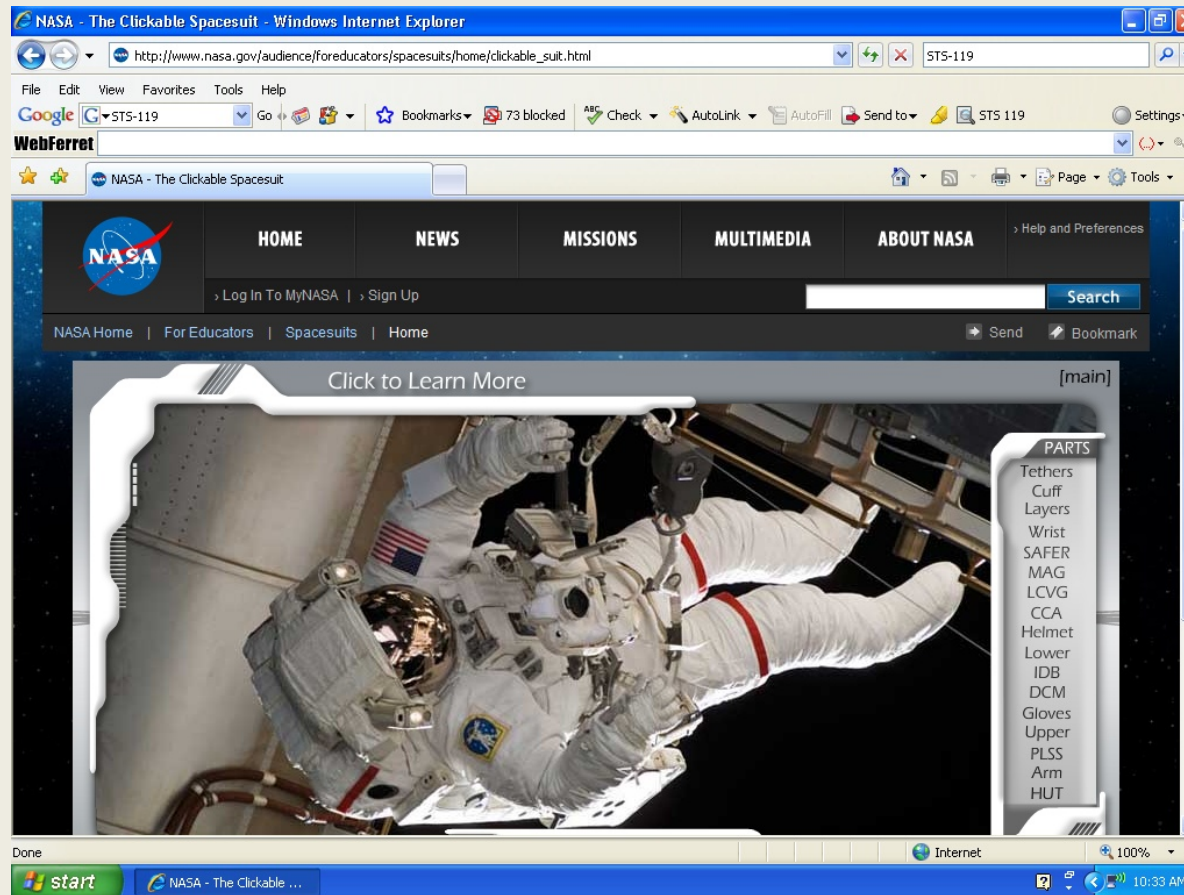 NASA - The Clickable Spacesuit - Windows Internet Explorer
http://www.nasa.gov/audience/foreducators/spacesuits/home/clickable_suit.html STS-119
File Edit View Favorites Tools Help
Google G STS-119 Go Bookmarks 73 blocked ABC Check AutoLink AutoFill Send to STS 119 Settings
WebFerret
NASA - The Clickable Spacesuit Page Tools
NASA
HOME NEWS MISSIONS MULTIMEDIA ABOUT NASA › Help and Preferences
› Log In To MyNASA | › Sign Up Search
NASA Home | For Educators | Spacesuits | Home Send Bookmark
Click to Learn More [main]
PARTS
Tethers
Cuff
Layers
Wrist
SAFER
MAG
LCVG
CCA
Helmet
Lower
IDB
DCM
Gloves
Upper
PLSS
Arm
HUT
Done Internet 100%
start NASA - The Clickable ... 10:33 AM